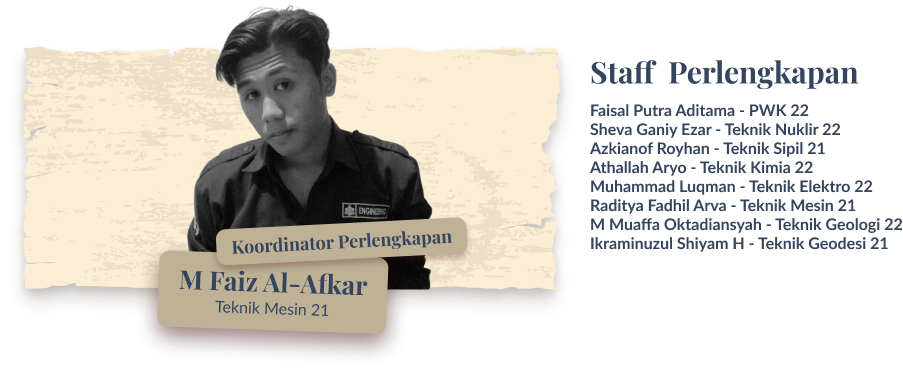 ENGINEERING
Koordinator Perlengkapan
M Faiz Al-Afkar
Teknik Mesin 21
Staff Perlengkapan
Faisal Putra Aditama - PWK 22
Sheva Ganiy Ezar - Teknik Nuklir 22
Azkianof Royhan - Teknik Sipil 21
Athallah Aryo - Teknik Kimia 22
Muhammad Luqman - Teknik Elektro 22
Raditya Fadhil Arva - Teknik Mesin 21
M Muaffa Oktadiansyah - Teknik Geologi 22
Ikraminuzul Shiyam H - Teknik Geodesi 21